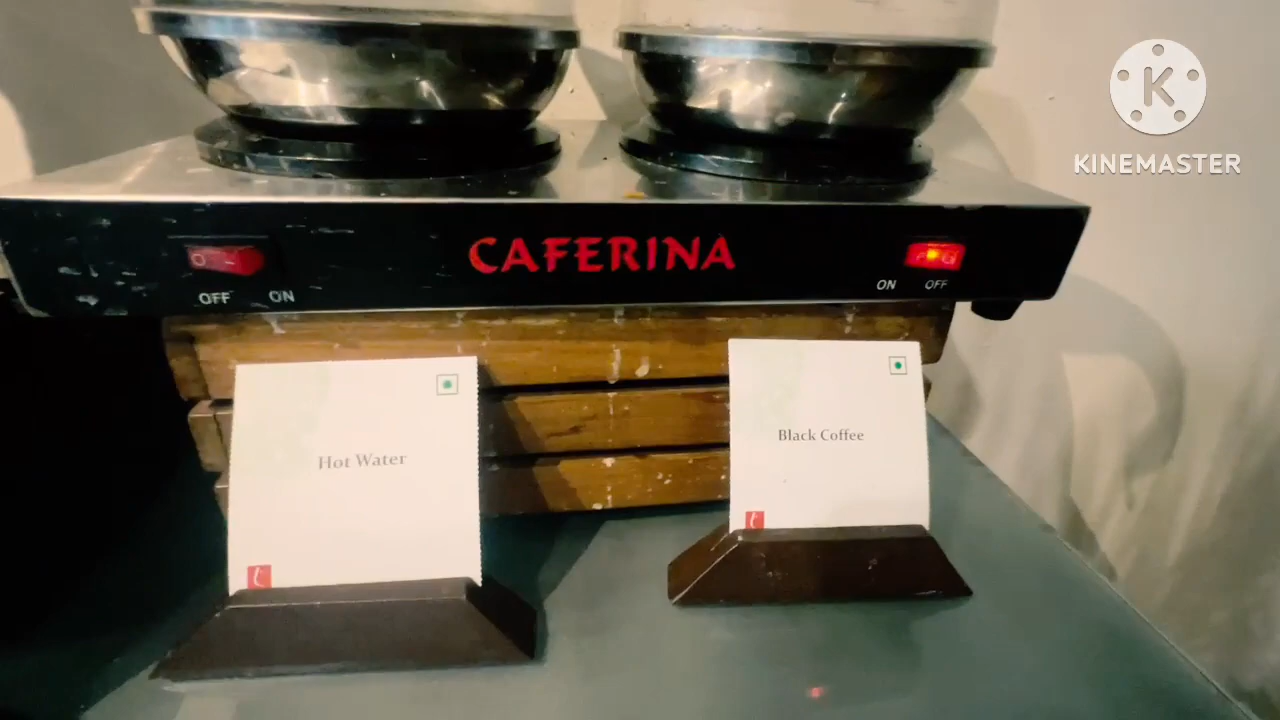 KINEMASTER
CAFERINA
OFF ON
ON OFF
Hot Water
Black Coffee